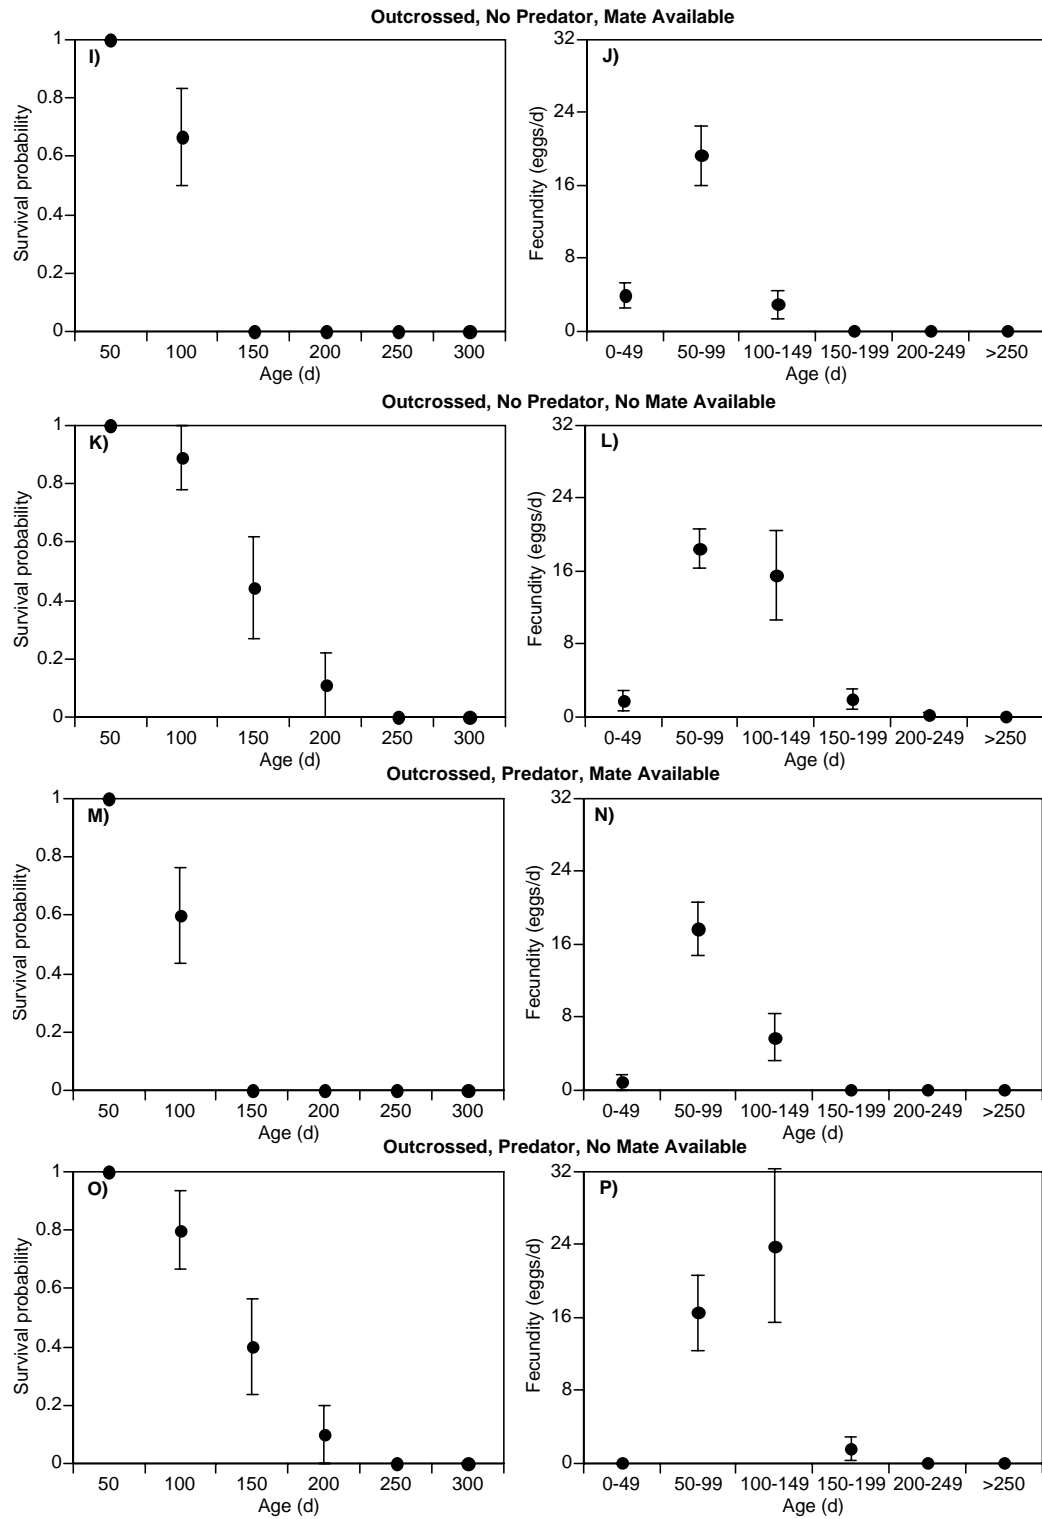 Outcrossed, No Predator, Mate Available
I)
Survival probability
1
0.8
0.6
0.4
0.2
0
50 100 150 200 250 300
Age (d)
J)
Fecundity (eggs/d)
32
24
16
8
0
0-49 50-99 100-149 150-199 200-249 >250
Age (d)
Outcrossed, No Predator, No Mate Available
K)
Survival probability
1
0.8
0.6
0.4
0.2
0
50 100 150 200 250 300
Age (d)
L)
Fecundity (eggs/d)
32
24
16
8
0
0-49 50-99 100-149 150-199 200-249 >250
Age (d)
Outcrossed, Predator, Mate Available
M)
Survival probability
1
0.8
0.6
0.4
0.2
0
50 100 150 200 250 300
Age (d)
N)
Fecundity (eggs/d)
32
24
16
8
0
0-49 50-99 100-149 150-199 200-249 >250
Age (d)
Outcrossed, Predator, No Mate Available
O)
Survival probability
1
0.8
0.6
0.4
0.2
0
50 100 150 200 250 300
Age (d)
P)
Fecundity (eggs/d)
32
24
16
8
0
0-49 50-99 100-149 150-199 200-249 >250
Age (d)